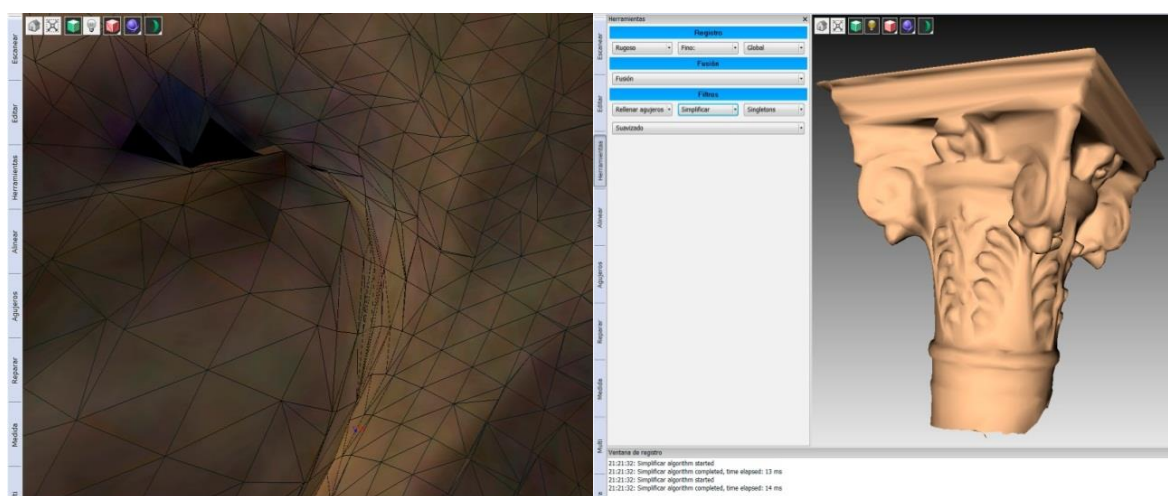 Escanear
Editar
Herramientas
Alinear
Agujeros
Reparar
Medida
Herramientas
Registro
Rugoso
Fino:
Global
Fusión
Fusión
Filtros
Rellenar agujeros
Simplificar
Singletons
Suavizado
Escanear
Editar
Herramientas
Alinear
Agujeros
Reparar
Medida
Multi
Ventana de registro
21:21:32: Simplificar algorithm started
21:21:32: Simplificar algorithm completed, time elapsed: 13 ms
21:21:32: Simplificar algorithm started
21:21:32: Simplificar algorithm completed, time elapsed: 14 ms